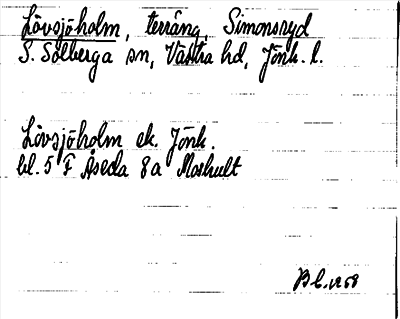 Lövsjöholm, terräng, Simonsryd
S. Solberga sn, Västra hd, Jönk. l.
Lövsjöholm ek. Jönk.
bl. 5 F Åseda 8a Moshult